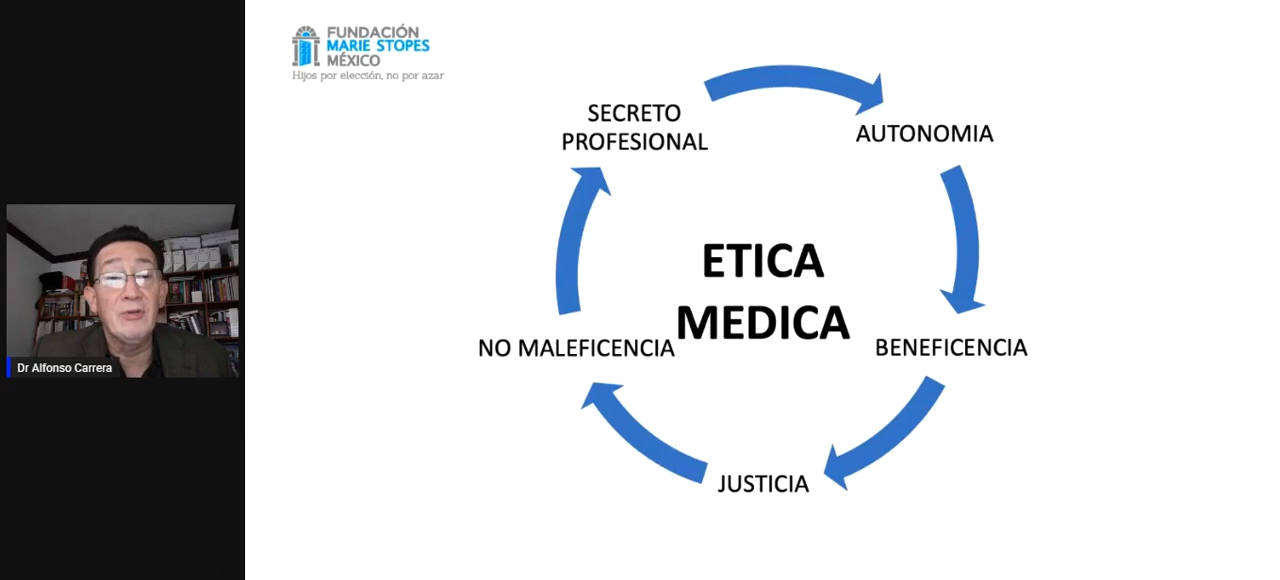 FUNDACIÓN
MARIE STOPES
MÉXICO
Hijos por elección, no por azar
SECRETO
PROFESIONAL
AUTONOMIA
ETICA
MEDICA
NO MALEFICENCIA
BENEFICENCIA
JUSTICIA
Dr Alfonso Carrera